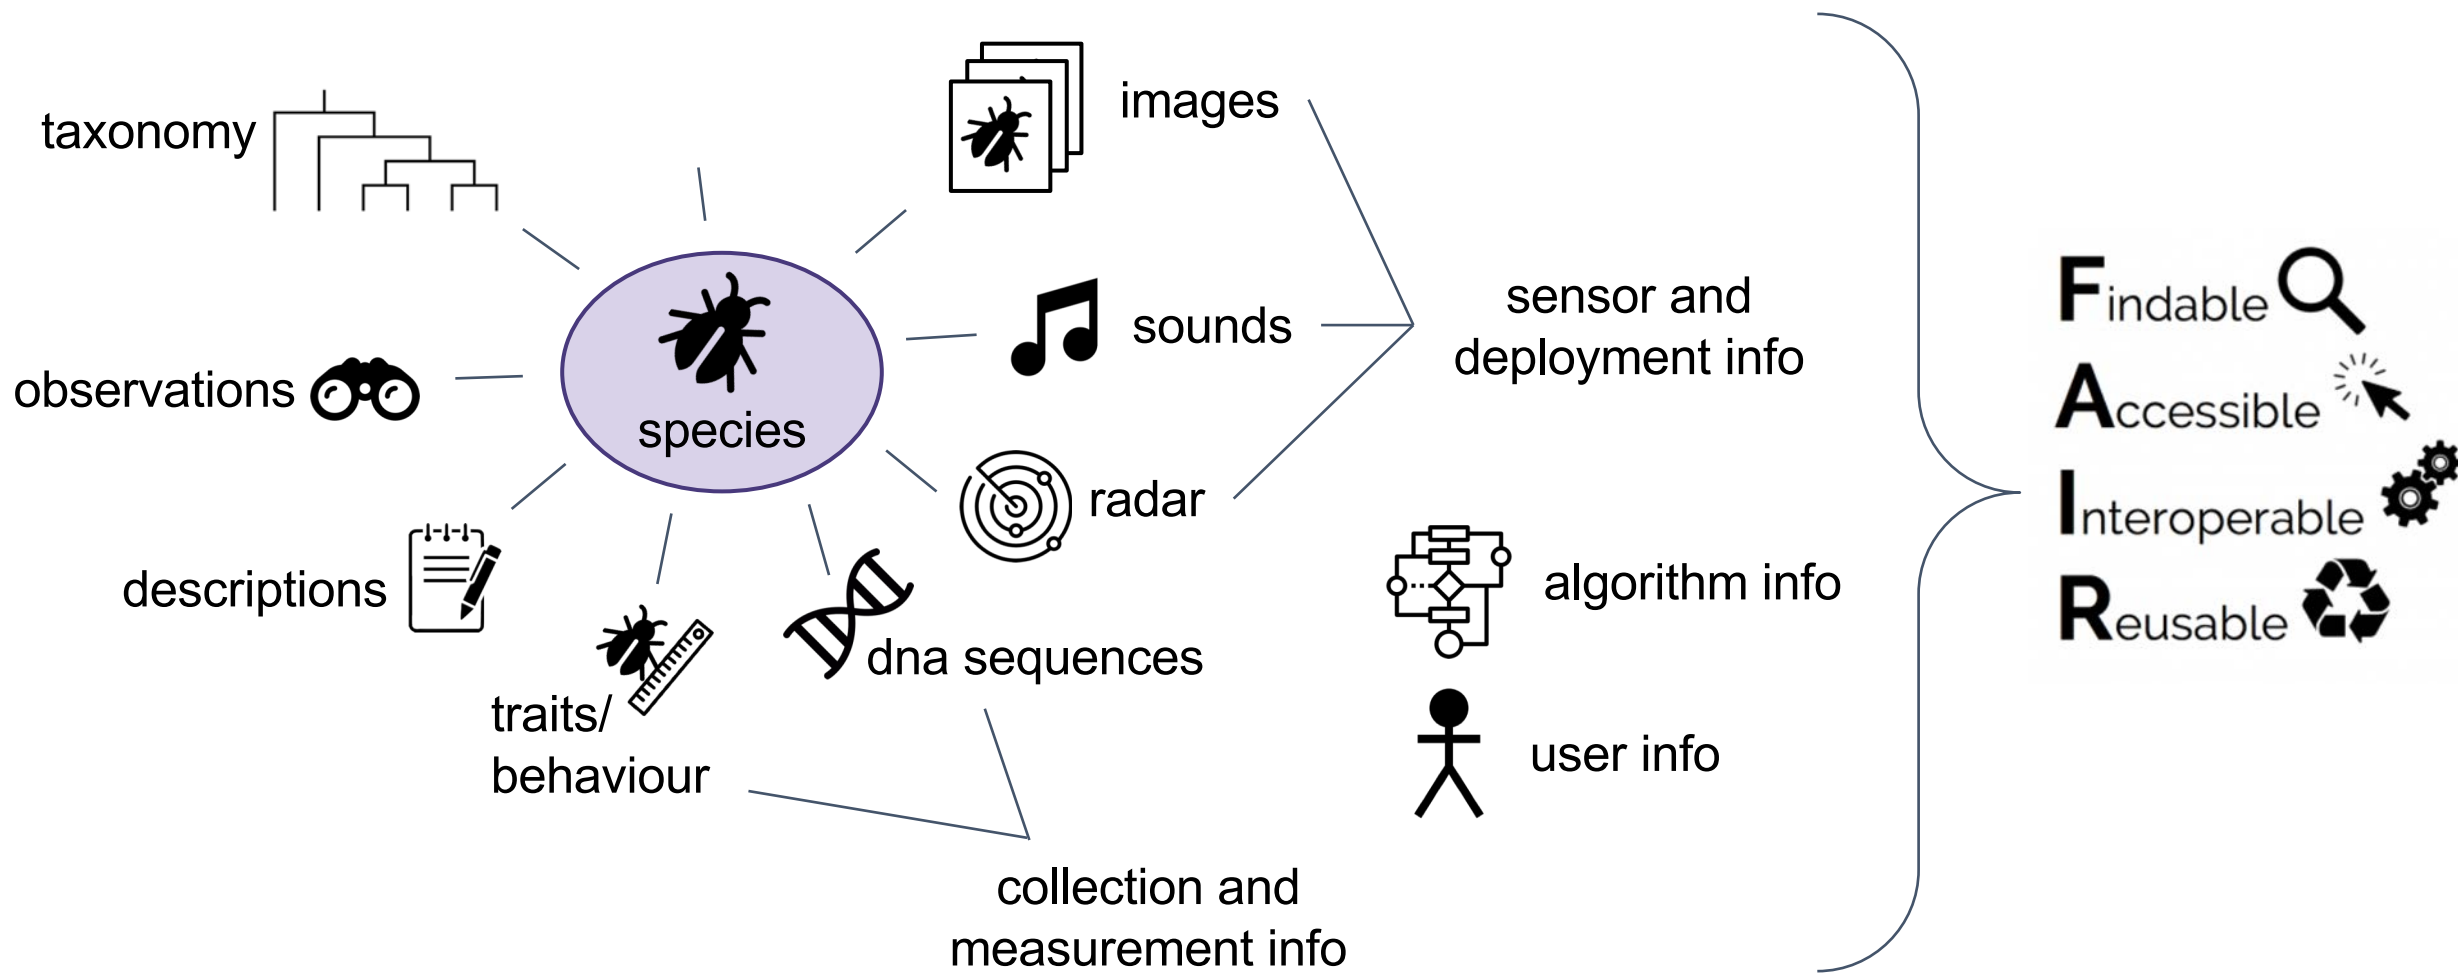 taxonomy
images
sounds
sensor and
deployment info
observations
species
radar
descriptions
algorithm info
dna sequences
traits/
behaviour
user info
collection and
measurement info
Findable
Accessible
Interoperable
Reusable